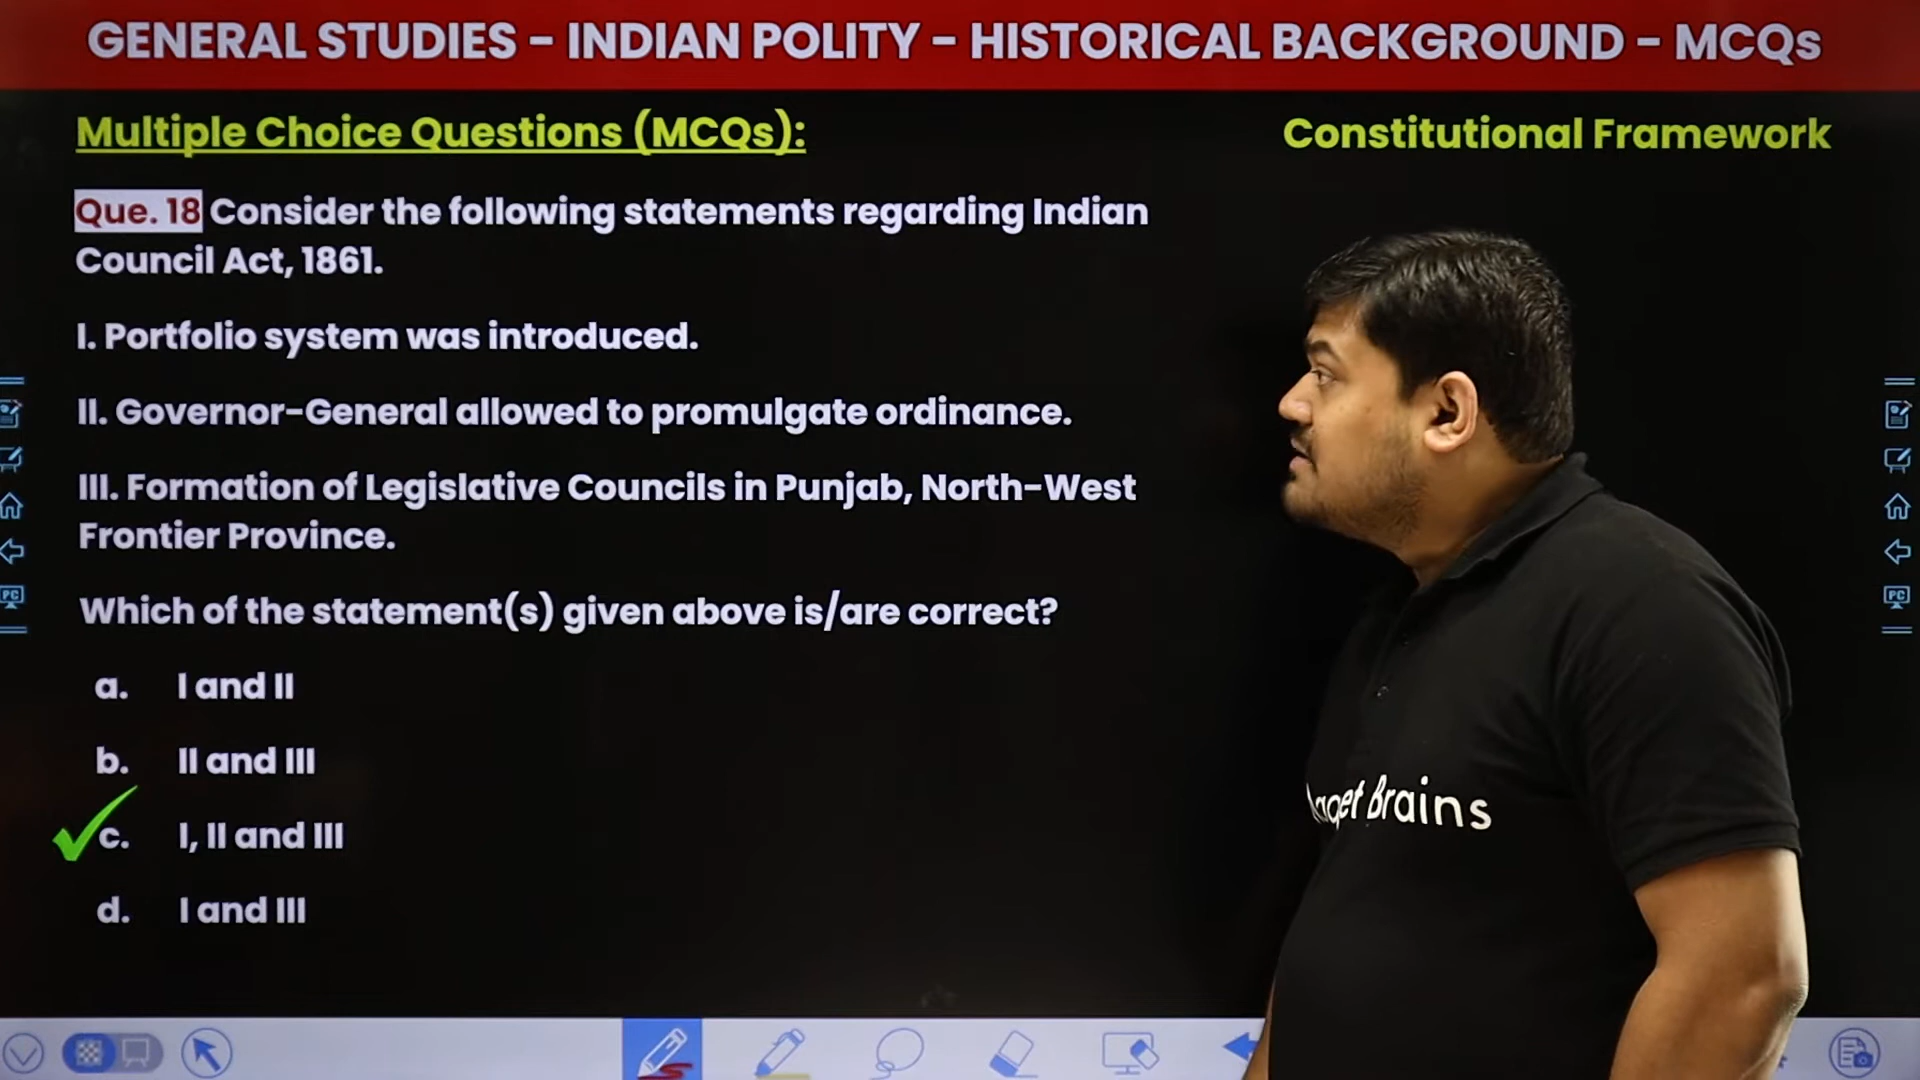 GENERAL STUDIES - INDIAN POLITY - HISTORICAL BACKGROUND - MCQs
Multiple Choice Questions (MCQs):
Constitutional Framework
Que. 18 Consider the following statements regarding Indian
Council Act, 1861.
I. Portfolio system was introduced.
II. Governor-General allowed to promulgate ordinance.
III. Formation of Legislative Councils in Punjab, North-West
Frontier Province.
Which of the statement(s) given above is/are correct?
a. I and II
b. II and III
c. I, II and III
d. I and III
Brains
PC
PC